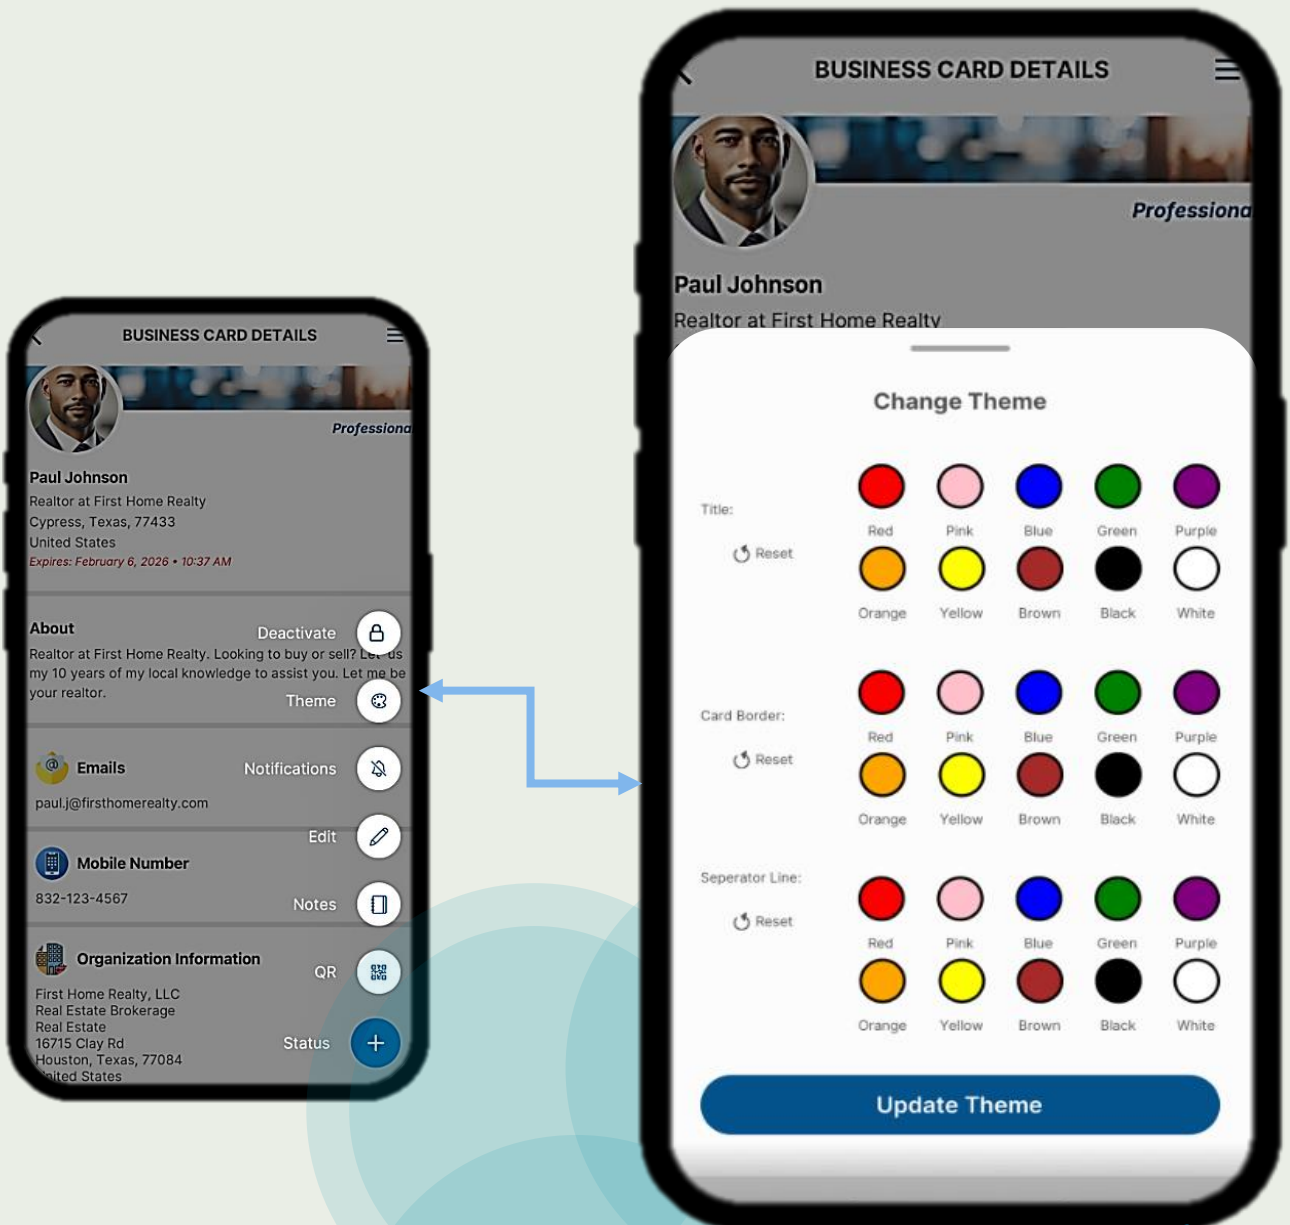 BUSINESS CARD DETAILS
Professiona
Paul Johnson
Realtor at First Home Realty
Cypress, Texas, 77433
United States
Expires: February 6, 2026 • 10:37 AM
About
Deactivate
Realtor at First Home Realty. Looking to buy or sell? Let us
my 10 years of my local knowledge to assist you. Let me be
your realtor.
Theme
Emails
Notifications
paul.j@firsthomerealty.com
Edit
Mobile Number
832-123-4567
Notes
Organization Information
QR
First Home Realty, LLC
Real Estate Brokerage
Real Estate
16715 Clay Rd
Status
Houston, Texas, 77084
United States
BUSINESS CARD DETAILS
Professiona
Paul Johnson
Realtor at First Home Realty
Change Theme
Title:
Reset
Red Pink Blue Green Purple
Orange Yellow Brown Black White
Card Border:
Reset
Red Pink Blue Green Purple
Orange Yellow Brown Black White
Seperator Line:
Reset
Red Pink Blue Green Purple
Orange Yellow Brown Black White
Update Theme